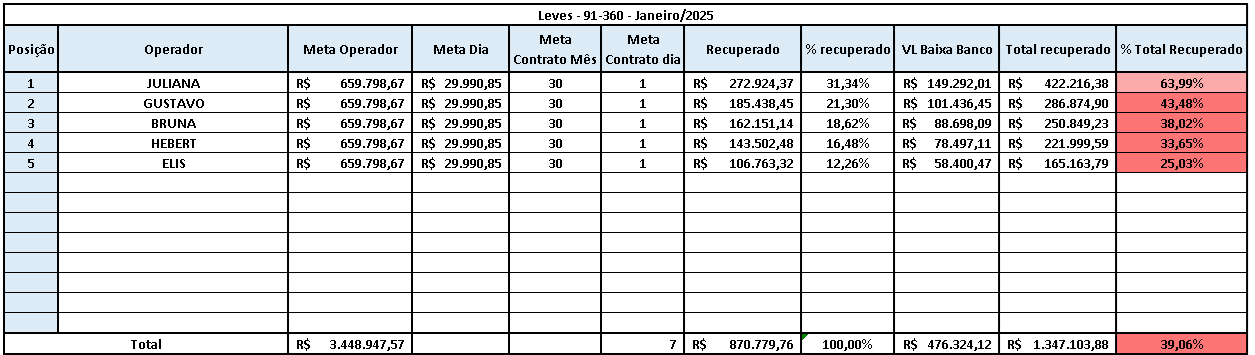 Leves - 91-360 - Janeiro/2025
Posição Operador Meta Operador Meta Dia Meta Contrato Mês Meta Contrato dia Recuperado % recuperado VL Baixa Banco Total recuperado % Total Recuperado
1 JULIANA R$ 659.798,67 R$ 29.990,85 30 1 R$ 272.924,37 31,34% R$ 149.292,01 R$ 422.216,38 63,99%
2 GUSTAVO R$ 659.798,67 R$ 29.990,85 30 1 R$ 185.438,45 21,30% R$ 101.436,45 R$ 286.874,90 43,48%
3 BRUNA R$ 659.798,67 R$ 29.990,85 30 1 R$ 162.151,14 18,62% R$ 88.698,09 R$ 250.849,23 38,02%
4 HEBERT R$ 659.798,67 R$ 29.990,85 30 1 R$ 143.502,48 16,48% R$ 78.497,11 R$ 221.999,59 33,65%
5 ELIS R$ 659.798,67 R$ 29.990,85 30 1 R$ 106.763,32 12,26% R$ 58.400,47 R$ 165.163,79 25,03%
Total R$ 3.448.947,57 7 R$ 870.779,76 100,00% R$ 476.324,12 R$ 1.347.103,88 39,06%